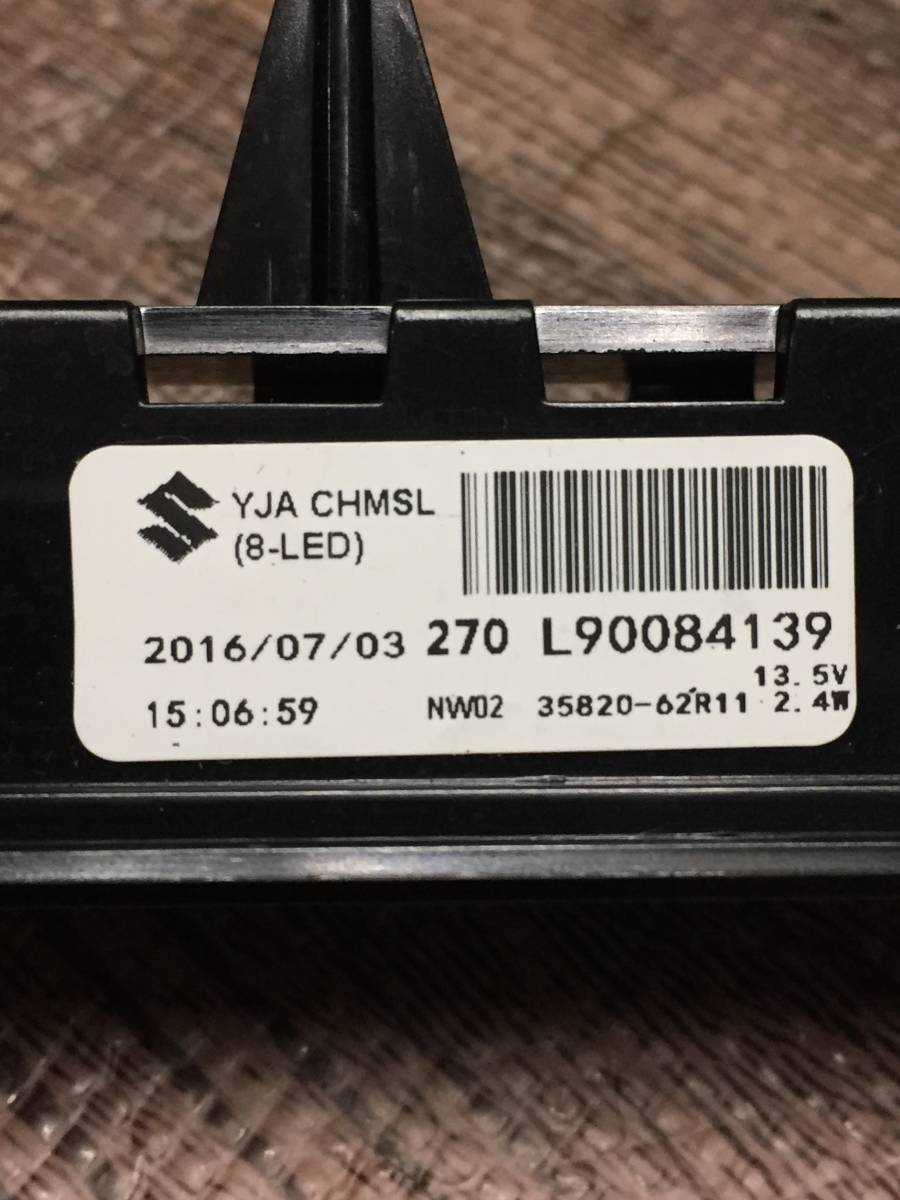 YJA CHMSL
(8-LED)
2016/07/03 270 L90084139
13.5V
15:06:59 NW02 35820-62R11 2.4W